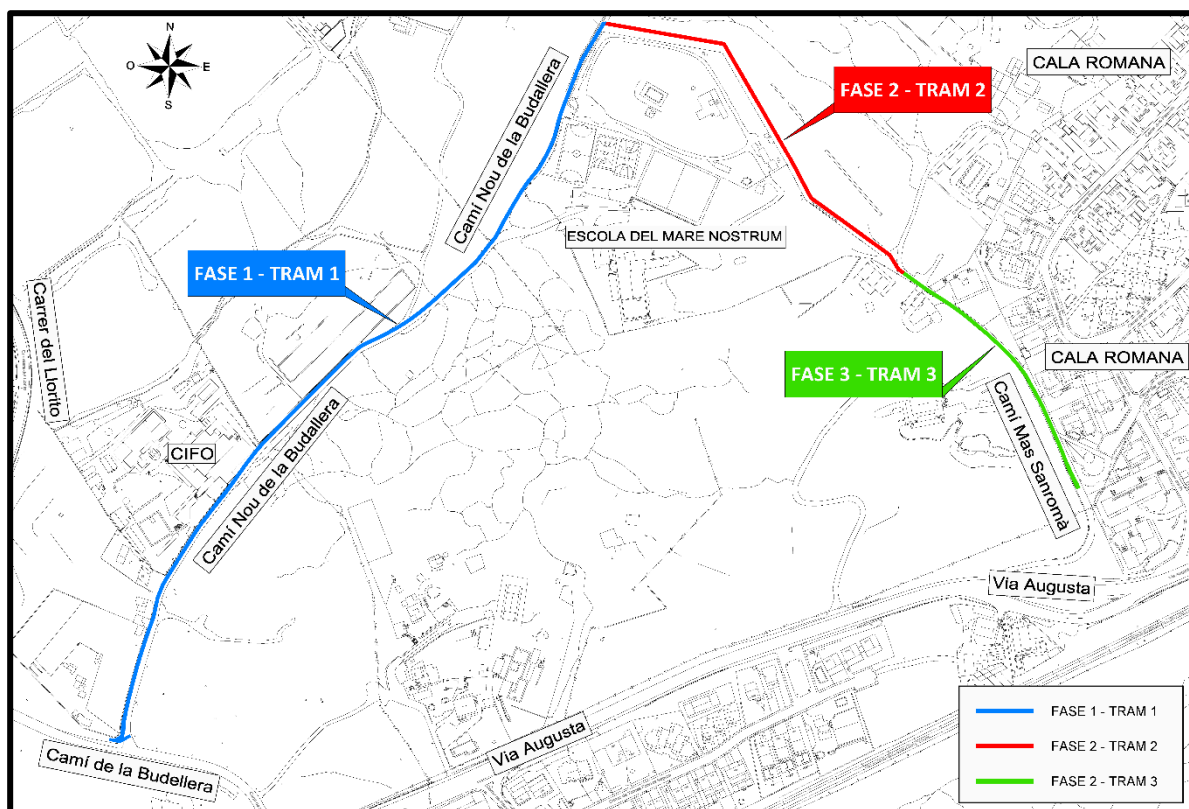 N
O
E
S
CALA ROMANA
FASE 2 - TRAM 2
Camí Nou de la Budallera
ESCOLA DEL MARE NOSTRUM
FASE 1 - TRAM 1
Carrer del Llorito
CALA ROMANA
FASE 3 - TRAM 3
Camí Mas Sanromà
CIFO
Camí Nou de la Budallera
Via Augusta
Via Augusta
Camí de la Budellera
FASE 1 - TRAM 1
FASE 2 - TRAM 2
FASE 2 - TRAM 3